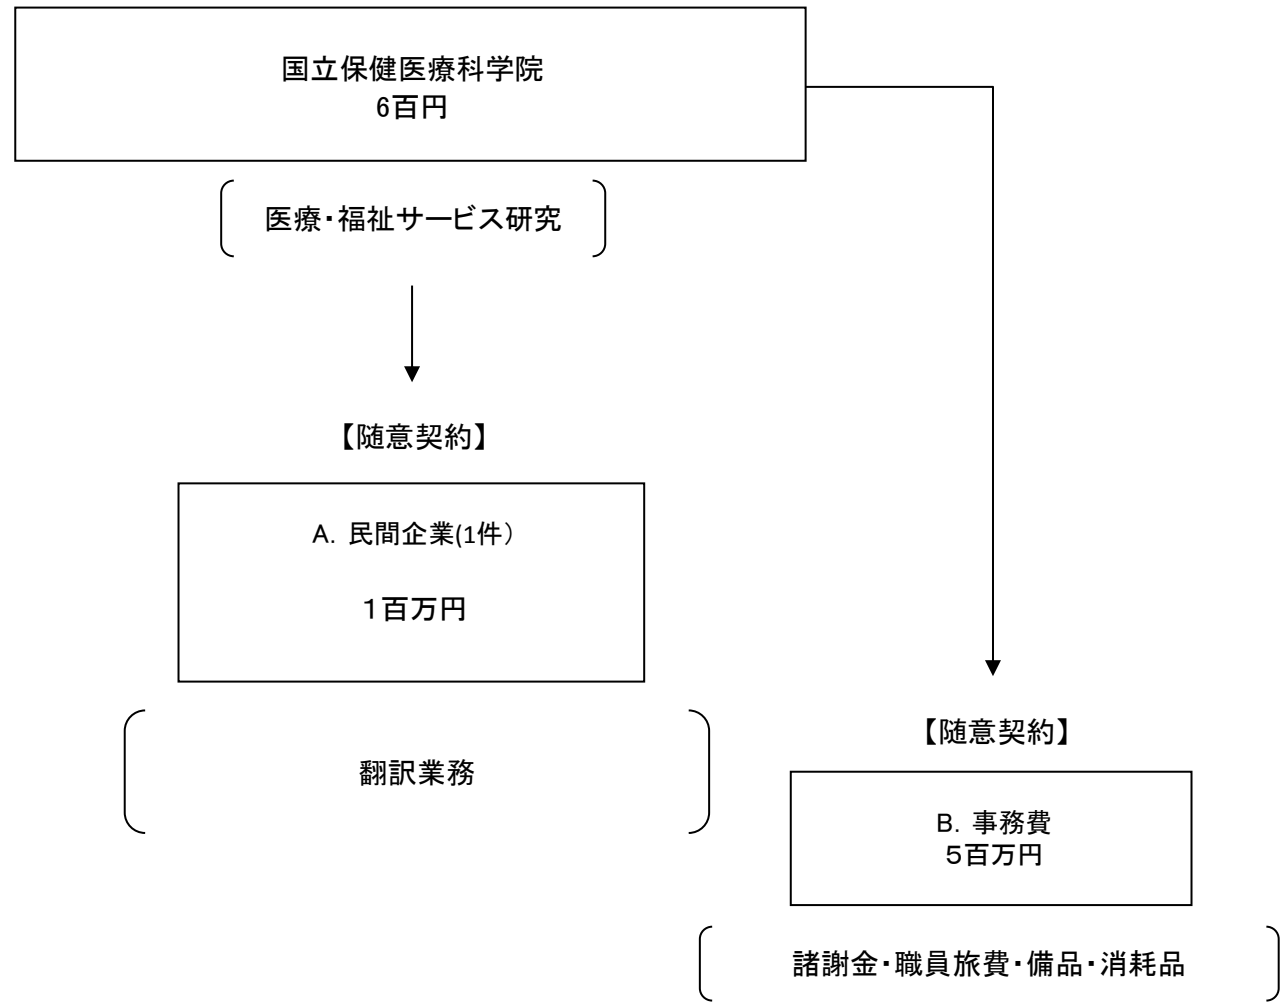 国立保健医療科学院
6百円
医療・福祉サービス研究
【随意契約】
A. 民間企業(1件）
１百万円
翻訳業務
【随意契約】
B. 事務費
５百万円
諸謝金・職員旅費・備品・消耗品